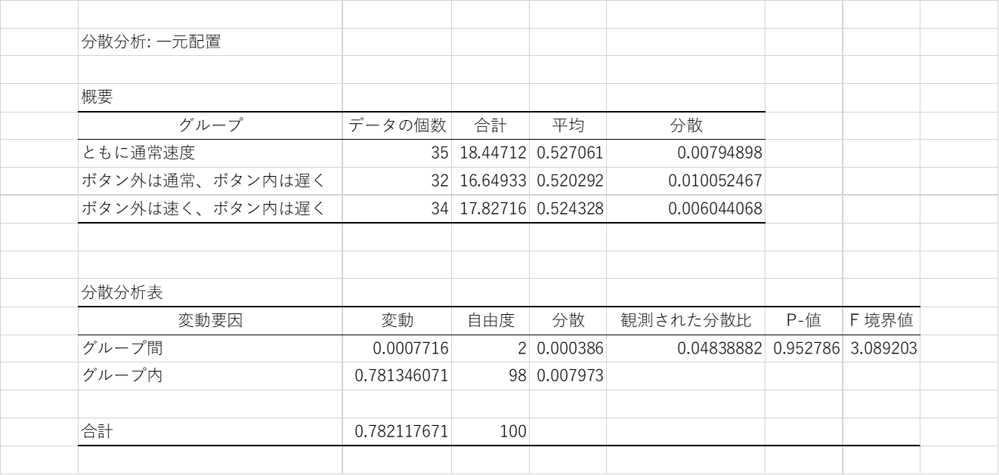 分散分析: 一元配置
概要
グループ データの個数 合計 平均 分散
ともに通常速度 35 18.44712 0.527061 0.00794898
ボタン外は通常、ボタン内は遅く 32 16.64933 0.520292 0.010052467
ボタン外は速く、ボタン内は遅く 34 17.82716 0.524328 0.006044068
分散分析表
変動要因 変動 自由度 分散 観測された分散比 P-値 F 境界値
グループ間 0.0007716 2 0.000386 0.04838882 0.952786 3.089203
グループ内 0.781346071 98 0.007973
合計 0.782117671 100